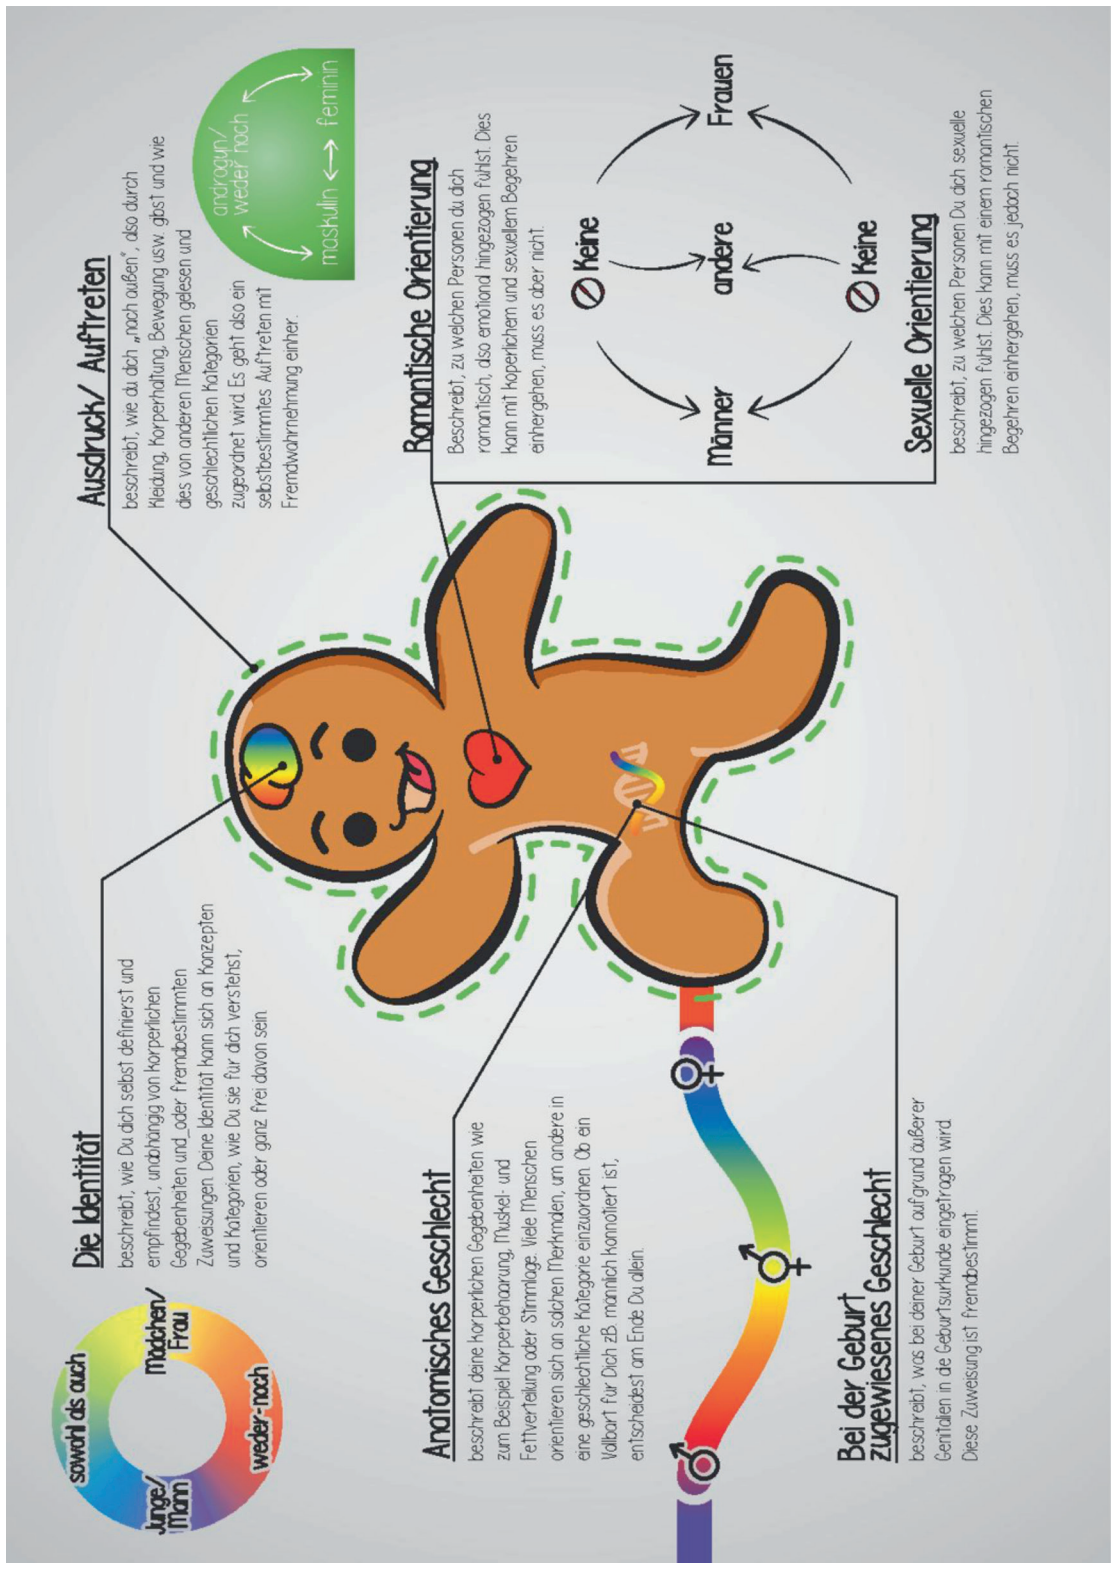 Die Identität
beschreibt, wie Du dich selbst definierst und
empfindest, unabhängig von körperlichen
Gegebenheiten und_oder fremdbestimmten
Zuweisungen. Deine Identität kann sich an Konzepten
und Kategorien, wie Du sie für dich verstehst,
orientieren oder ganz frei davon sein.
sowohl als auch
Junge/
Mann
Mädchen/
Frau
weder-noch
Ausdruck/ Auftreten
beschreibt, wie du dich „nach außen“, also durch
Kleidung, Körperhaltung, Bewegung usw. gibst und wie
dies von anderen Menschen gelesen und
geschlechtlichen Kategorien
zugeordnet wird. Es geht also ein
selbstbestimmtes Auftreten mit
Fremdwahrnehmung einher.
androgyn/
weder noch
maskulin feminin
Anatomisches Geschlecht
beschreibt deine körperlichen Gegebenheiten wie
zum Beispiel Körperbehaarung, Muskel- und
Fettverteilung oder Stimmlage. Viele Menschen
orientieren sich an solchen Merkmalen, um andere in
eine geschlechtliche Kategorie einzuordnen. Ob ein
Vollbart für Dich z.B. männlich konnotiert ist,
entscheidest am Ende Du allein.
Romantische Orientierung
Beschreibt, zu welchen Personen du dich
romantisch, also emotional hingezogen fühlst. Dies
kann mit körperlichem und sexuellem Begehren
einhergehen, muss es aber nicht.
Keine
Männer andere Frauen
Keine
Sexuelle Orientierung
beschreibt, zu welchen Personen Du dich sexuelle
hingezogen fühlst. Dies kann mit einem romantischen
Begehren einhergehen, muss es jedoch nicht.
Bei der Geburt
zugewiesenes Geschlecht
beschreibt, was bei deiner Geburt aufgrund äußerer
Genitalien in die Geburtsurkunde eingetragen wird.
Diese Zuweisung ist fremdbestimmt.